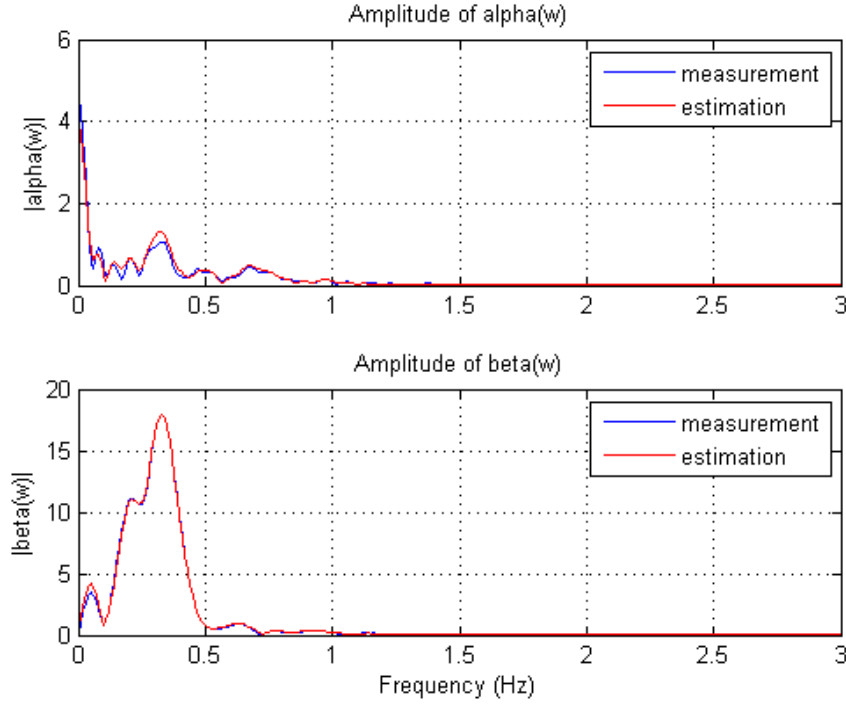 Amplitude of alpha(w)
6
4
2
0
|alpha(w)|
measurement
estimation
0 0.5 1 1.5 2 2.5 3
Amplitude of beta(w)
20
15
10
5
0
|beta(w)|
measurement
estimation
0 0.5 1 1.5 2 2.5 3
Frequency (Hz)